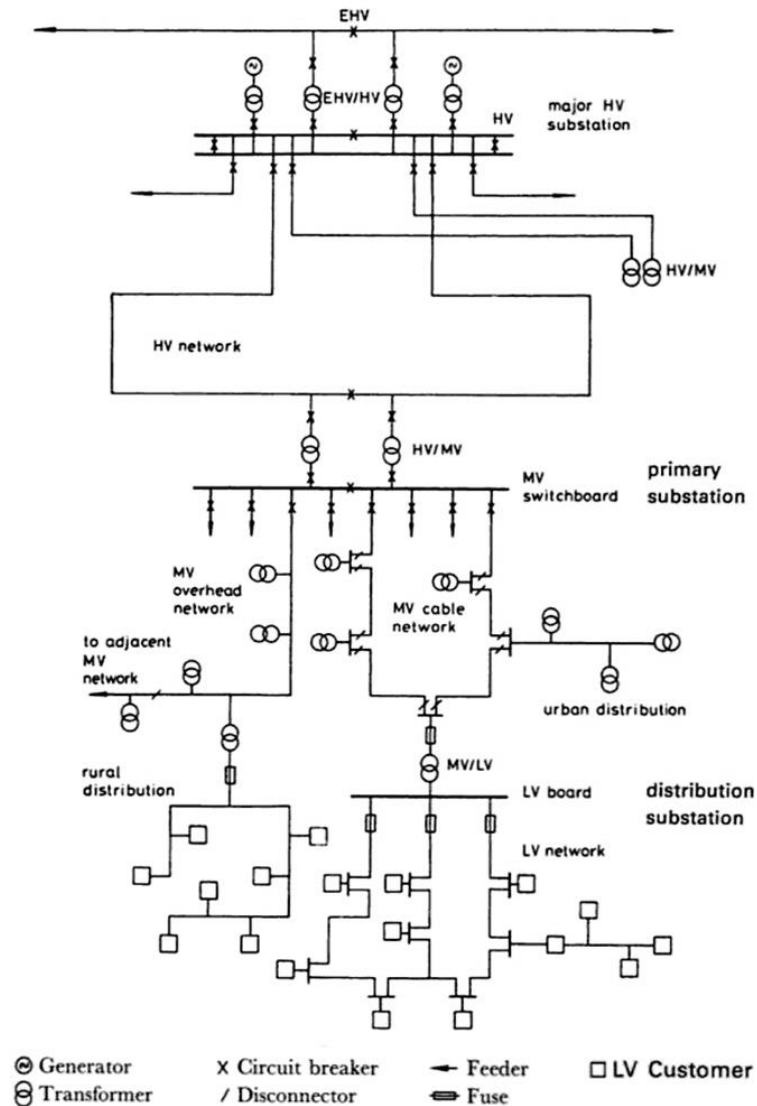 EHV
EHV/HV
HV
major HV
substation
HV/MV
HV network
HV/MV
MV
switchboard
primary
substation
MV
overhead
network
MV cable
network
to adjacent
MV
network
urban distribution
rural
distribution
MV/LV
LV board
distribution
substation
LV network
Generator
Circuit breaker
Feeder
LV Customer
Transformer
Disconnector
Fuse